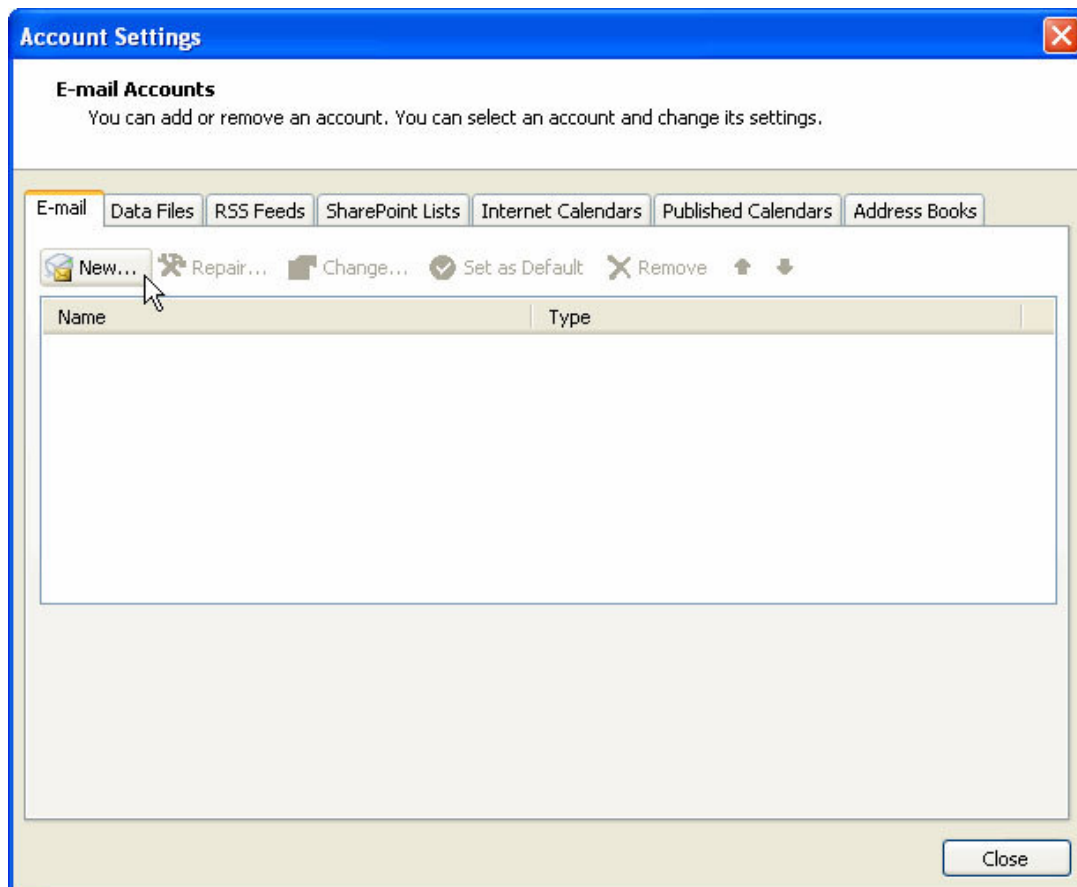 Account Settings
E-mail Accounts
You can add or remove an account. You can select an account and change its settings.
E-mail Data Files RSS Feeds SharePoint Lists Internet Calendars Published Calendars Address Books
New... Repair... Change... Set as Default Remove
Name Type
Close